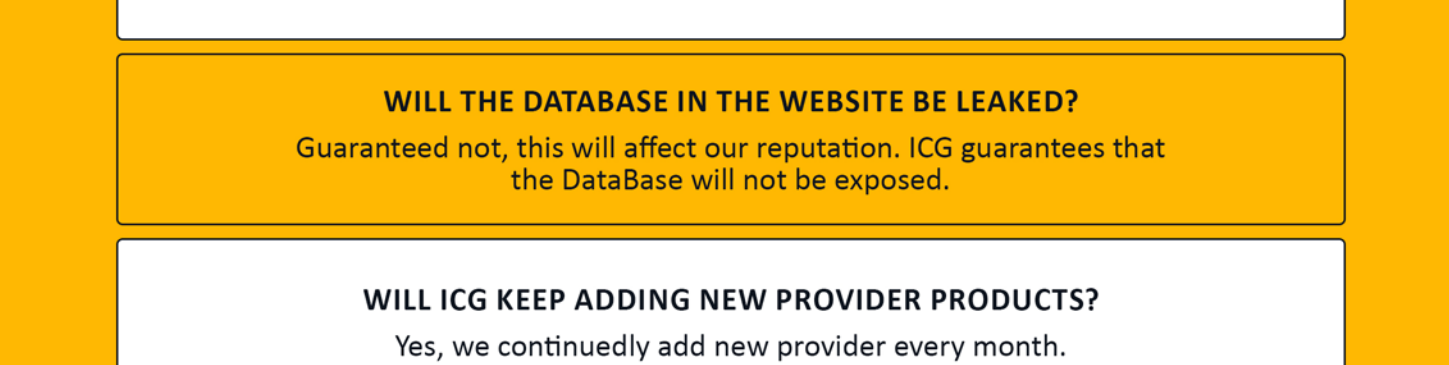 WILL THE DATABASE IN THE WEBSITE BE LEAKED?
Guaranteed not, this will affect our reputation. ICG guarantees that
the DataBase will not be exposed.
WILL ICG KEEP ADDING NEW PROVIDER PRODUCTS?
Yes, we continuedly add new provider every month.